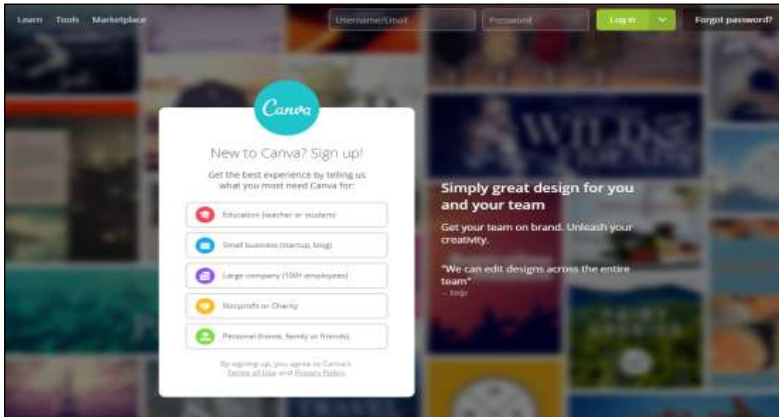 Learn Tools Marketplace Username/Email Password Log in Forgot password?
Canva
New to Canva? Sign up!
Get the best experience by telling us
what you most need Canva for:
Education (teacher or student)
Small business (startup, blog)
Large company (100+ employees)
Nonprofit or Charity
Personal (home, family or friends)
By signing up, you agree to Canva's
Terms of Use and Privacy Policy.
WILD &
Simply great design for you
and your team
Get your team on brand. Unleash your
creativity.
"We can edit designs across the entire
team"
- Yelp